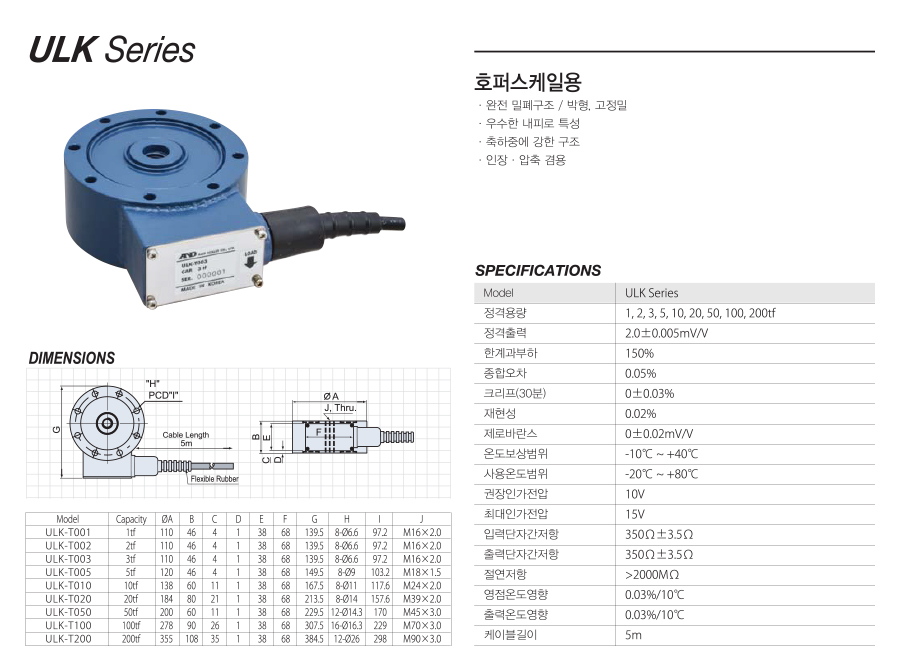 ULK Series
호퍼스케일용
· 완전 밀폐구조 / 박형, 고정밀
· 우수한 내피로 특성
· 축하중에 강한 구조
· 인장 · 압축 겸용
AND
LOAD
ULK-T003
CAP. 3 tf
SER. 000001
MADE IN KOREA
SPECIFICATIONS
Model ULK Series
정격용량 1, 2, 3, 5, 10, 20, 50, 100, 200tf
정격출력 2.0±0.005mV/V
한계과부하 150%
종합오차 0.05%
크리프(30분) 0±0.03%
재현성 0.02%
제로바란스 0±0.02mV/V
온도보상범위 -10℃ ~ +40℃
사용온도범위 -20℃ ~ +80℃
권장인가전압 10V
최대인가전압 15V
입력단자간저항 350Ω±3.5Ω
출력단자간저항 350Ω±3.5Ω
절연저항 >2000MΩ
영점온도영향 0.03%/10℃
출력온도영향 0.03%/10℃
케이블길이 5m
DIMENSIONS
"H"
PCD"I"
G
Cable Length
5m
Flexible Rubber
ØA
J, Thru.
B
E
F
C
D
Model Capacity ØA B C D E F G H I J
ULK-T001 1tf 110 46 4 1 38 68 139.5 8-Ø6.6 97.2 M16×2.0
ULK-T002 2tf 110 46 4 1 38 68 139.5 8-Ø6.6 97.2 M16×2.0
ULK-T003 3tf 110 46 4 1 38 68 139.5 8-Ø6.6 97.2 M16×2.0
ULK-T005 5tf 120 46 4 1 38 68 149.5 8-Ø9 103.2 M18×1.5
ULK-T010 10tf 138 60 11 1 38 68 167.5 8-Ø11 117.6 M24×2.0
ULK-T020 20tf 184 80 21 1 38 68 213.5 8-Ø14 157.6 M39×2.0
ULK-T050 50tf 200 60 11 1 38 68 229.5 12-Ø14.3 170 M45×3.0
ULK-T100 100tf 278 90 26 1 38 68 307.5 16-Ø16.3 229 M70×3.0
ULK-T200 200tf 355 108 35 1 38 68 384.5 12-Ø26 298 M90×3.0